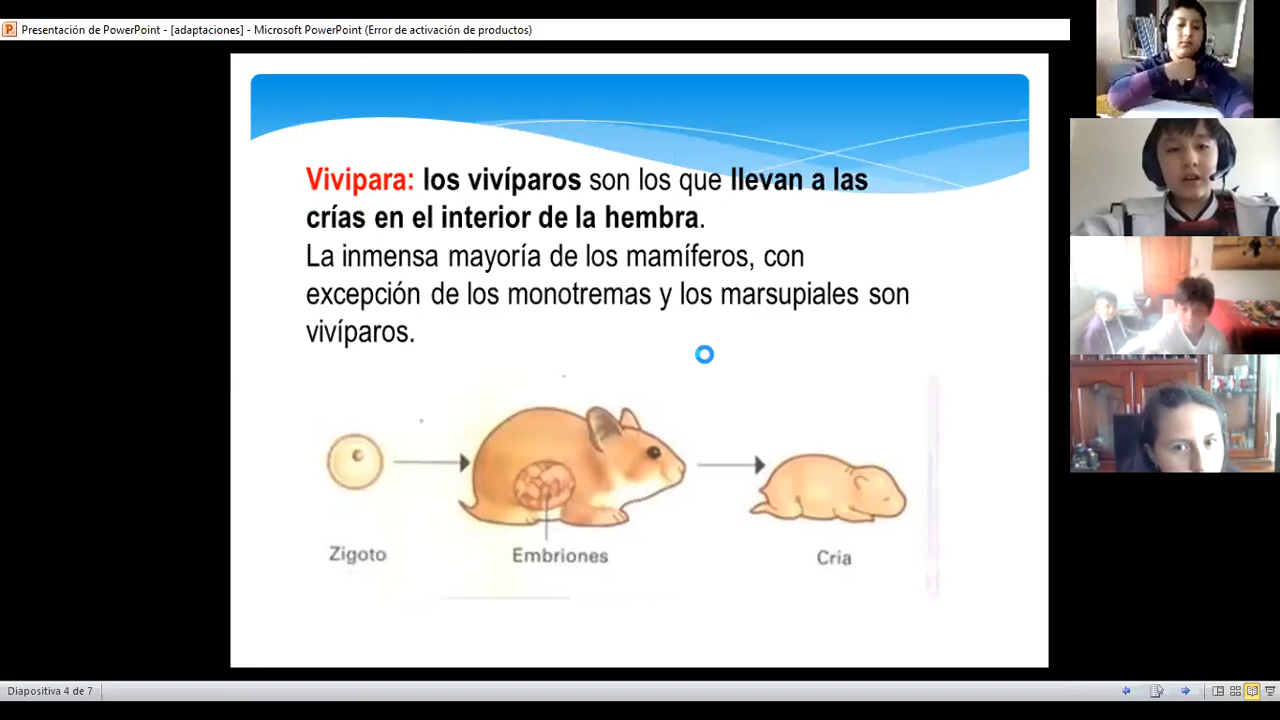 Presentación de PowerPoint - [adaptaciones] - Microsoft PowerPoint (Error de activación de productos)
Vivipara: los vivíparos son los que llevan a las
crías en el interior de la hembra.
La inmensa mayoría de los mamíferos, con
excepción de los monotremas y los marsupiales son
vivíparos.
Zigoto
Embriones
Cria
Diapositiva 4 de 7